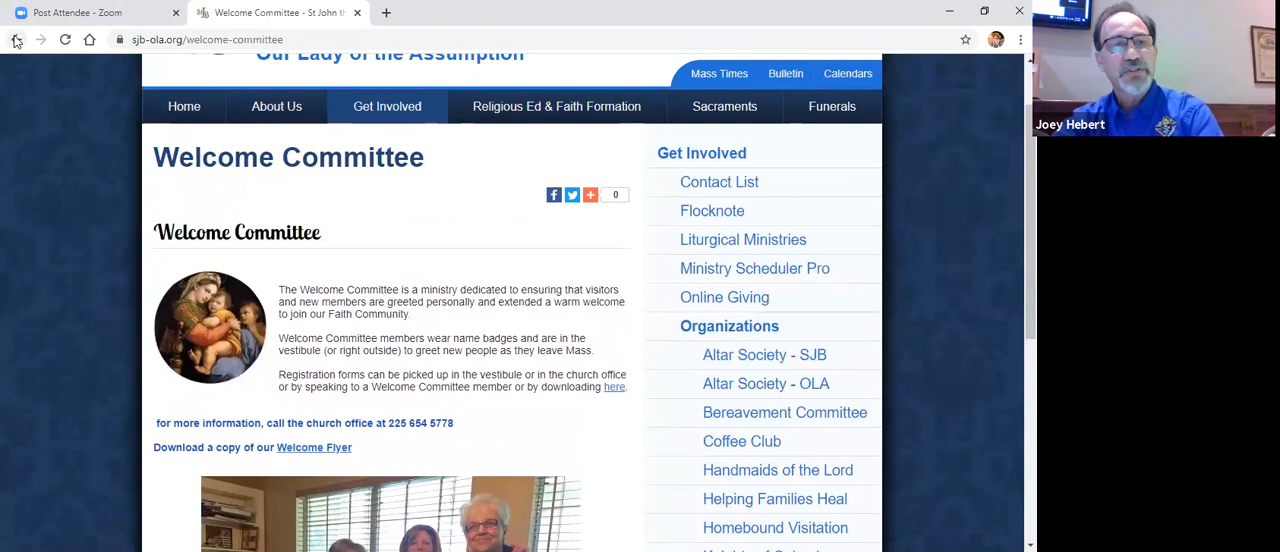 Post Attendee - Zoom
Welcome Committee - St John th
sjb-ola.org/welcome-committee
Our Lady of the Assumption
Mass Times
Bulletin
Calendars
Home
About Us
Get Involved
Religious Ed & Faith Formation
Sacraments
Funerals
Welcome Committee
0
Welcome Committee
The Welcome Committee is a ministry dedicated to ensuring that visitors
and new members are greeted personally and extended a warm welcome
to join our Faith Community.
Welcome Committee members wear name badges and are in the
vestibule (or right outside) to greet new people as they leave Mass.
Registration forms can be picked up in the vestibule or in the church office
or by speaking to a Welcome Committee member or by downloading here.
for more information, call the church office at 225 654 5778
Download a copy of our Welcome Flyer
Get Involved
Contact List
Flocknote
Liturgical Ministries
Ministry Scheduler Pro
Online Giving
Organizations
Altar Society - SJB
Altar Society - OLA
Bereavement Committee
Coffee Club
Handmaids of the Lord
Helping Families Heal
Homebound Visitation
Joey Hebert